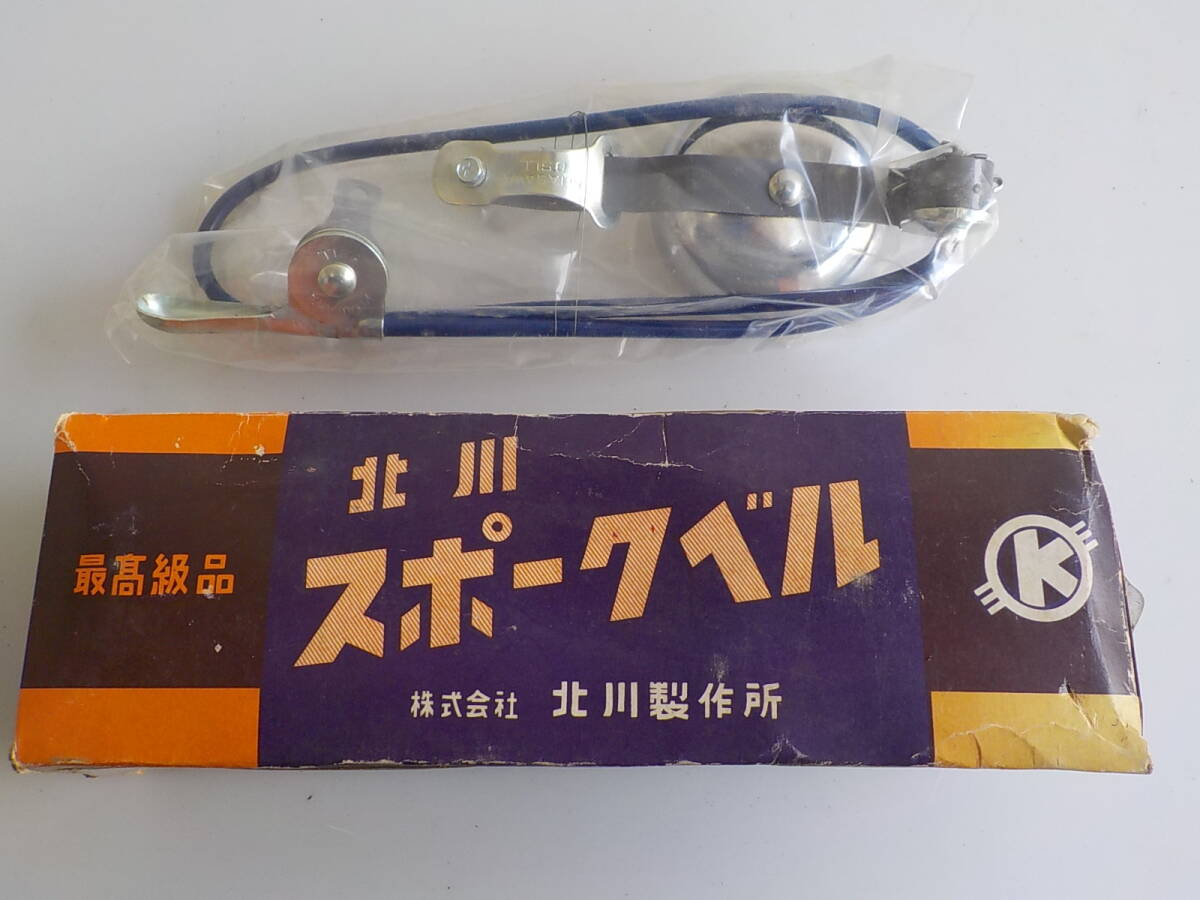 北川
スポークベル
最高級品
株式会社 北川製作所
K